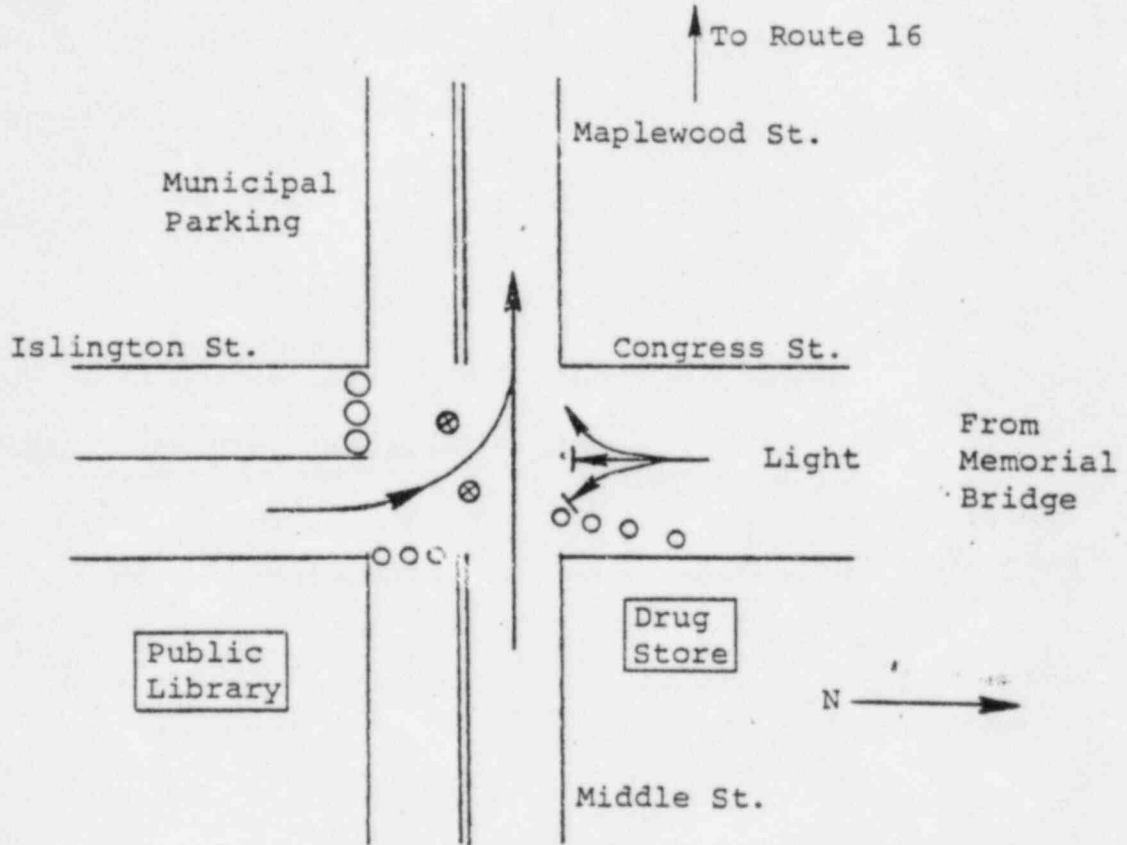 To Route 16
Maplewood St.
Municipal
Parking
Islington St.
Congress St.
Light
From
Memorial
Bridge
Public
Library
Drug
Store
N
Middle St.